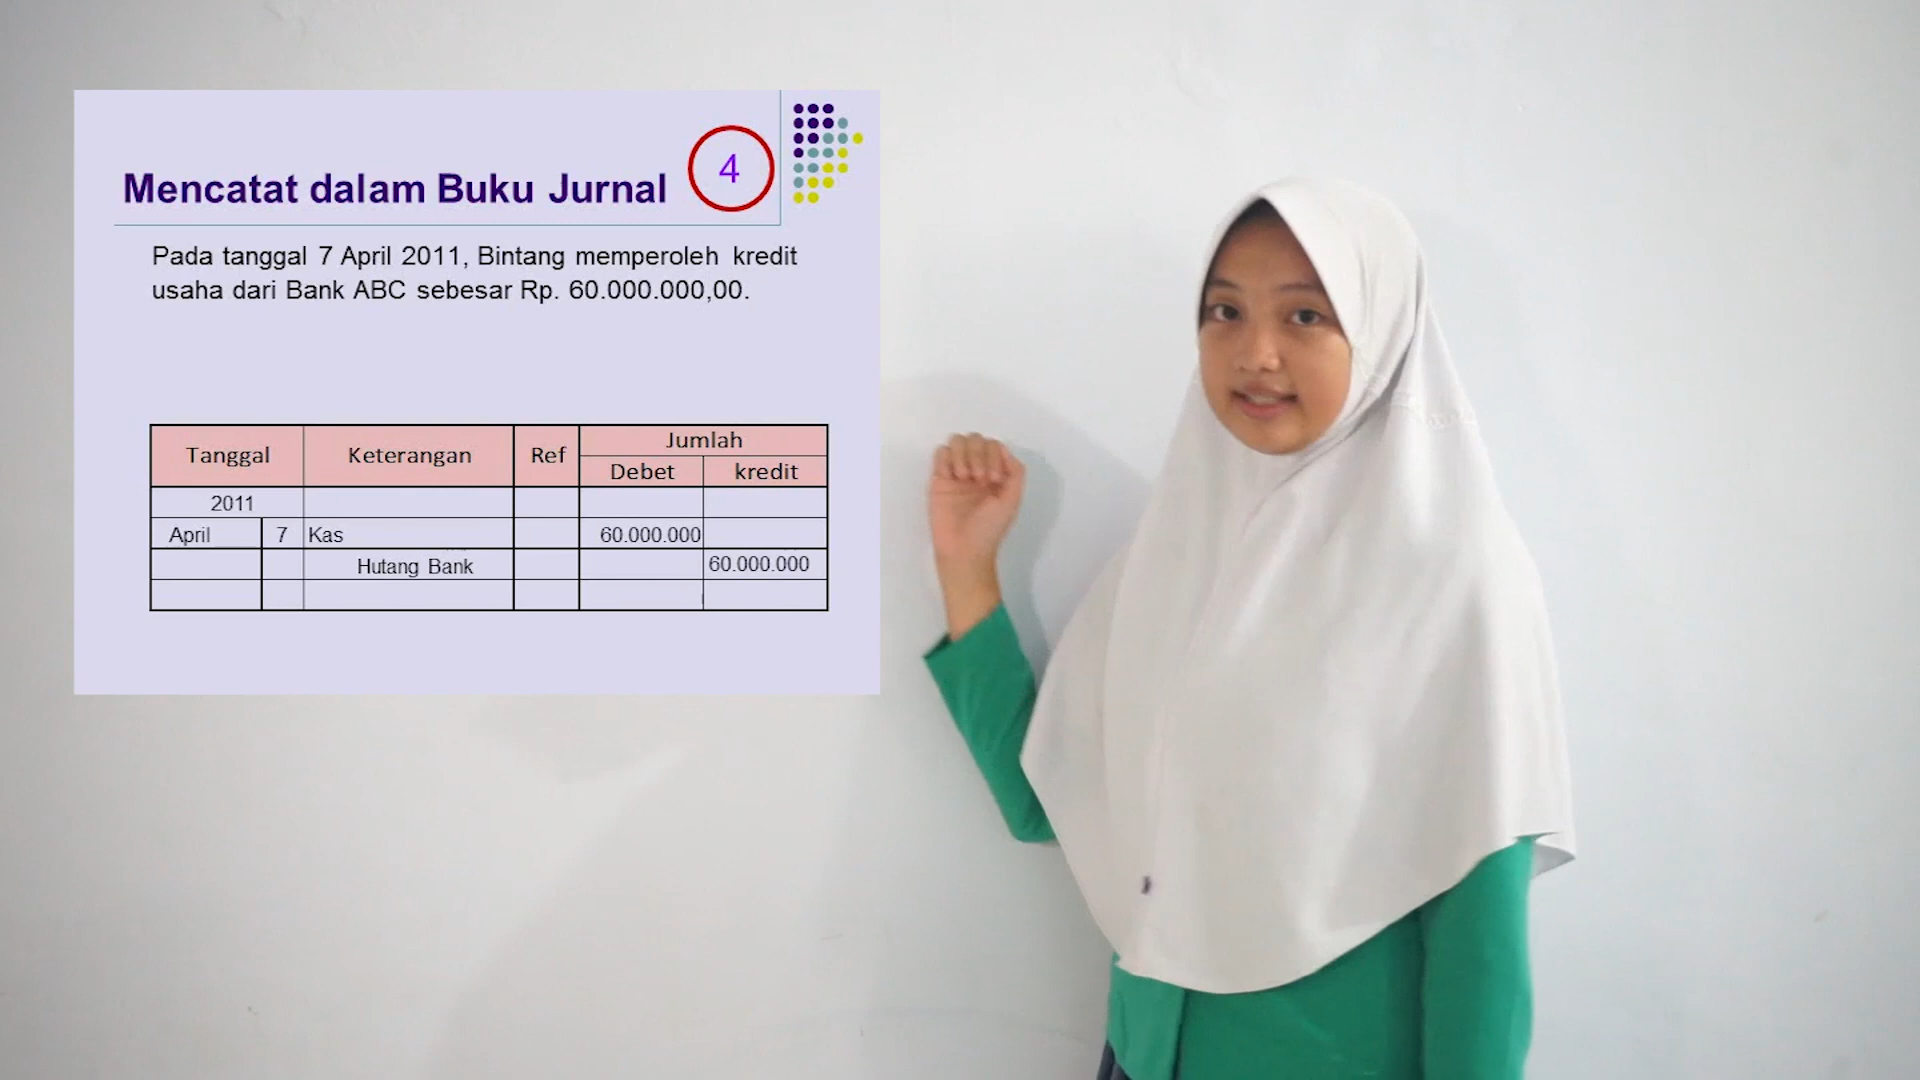 4
Mencatat dalam Buku Jurnal
Pada tanggal 7 April 2011, Bintang memperoleh kredit
usaha dari Bank ABC sebesar Rp. 60.000.000,00.
Tanggal Keterangan Ref Jumlah
Debet kredit
2011
April 7 Kas 60.000.000
Hutang Bank 60.000.000